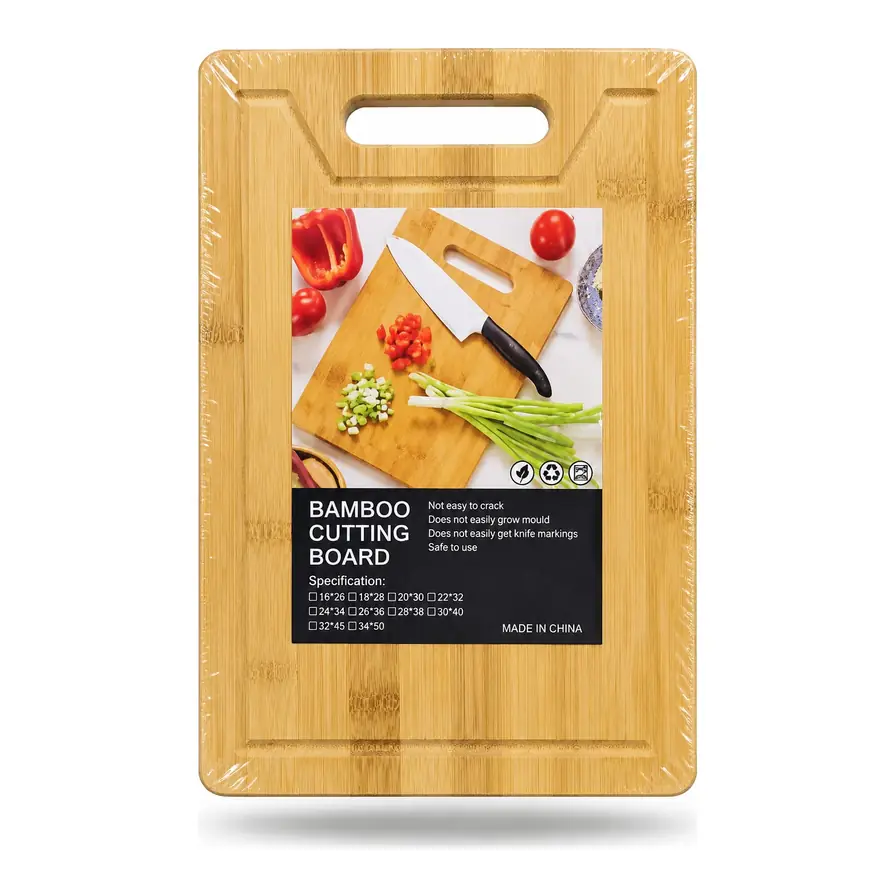 BAMBOO
CUTTING
BOARD
Not easy to crack
Does not easily grow mould
Does not easily get knife markings
Safe to use
Specification:
☐16*26 ☐18*28 ☐20*30 ☐22*32
☐24*34 ☐26*36 ☐28*38 ☐30*40
☐32*45 ☐34*50
MADE IN CHINA